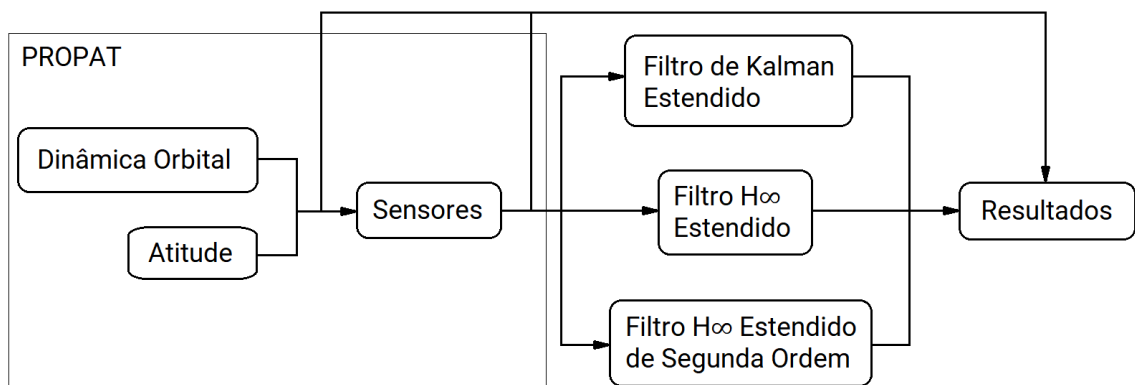 PROPAT
Dinâmica Orbital
Atitude
Sensores
Filtro de Kalman
Estendido
Filtro H∞
Estendido
Filtro H∞ Estendido
de Segunda Ordem
Resultados